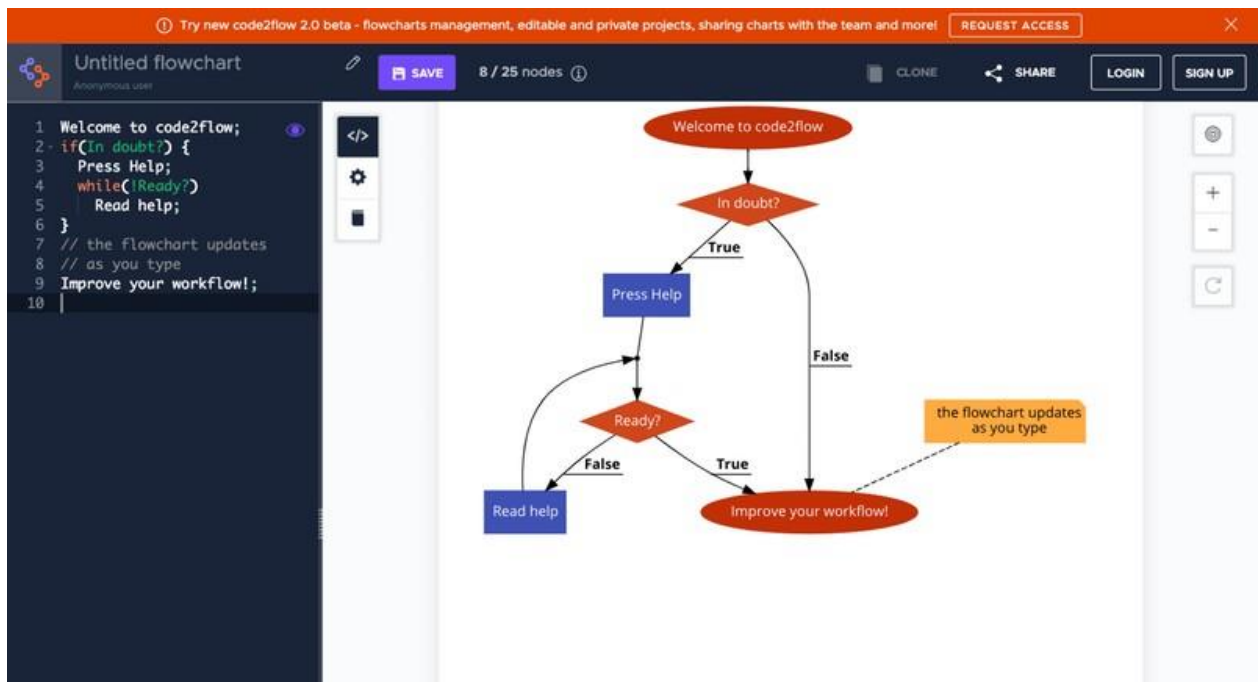 Try new code2flow 2.0 beta - flowcharts management, editable and private projects, sharing charts with the team and more! REQUEST ACCESS
Untitled flowchart
Anonymous user
SAVE
8 / 25 nodes
CLONE
SHARE
LOGIN
SIGN UP
1 Welcome to code2flow;
2 if(In doubt?) {
3 Press Help;
4 while(!Ready?)
5 Read help;
6 }
7 // the flowchart updates
8 // as you type
9 Improve your workflow!;
10
</>
Welcome to code2flow
In doubt?
True
Press Help
False
Ready?
the flowchart updates
as you type
False
True
Read help
Improve your workflow!